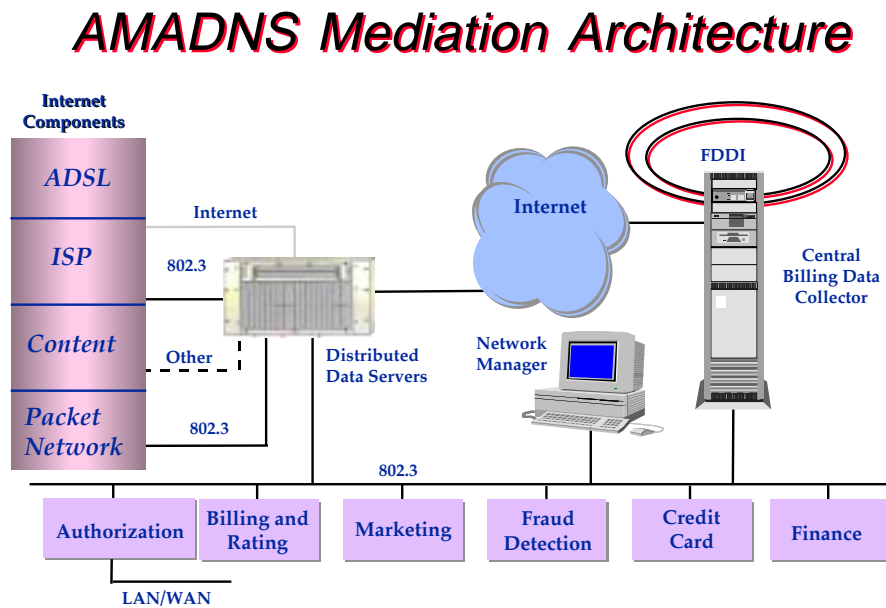 AMADNS Mediation Architecture
Internet
Components
ADSL
ISP
Content
Packet
Network
Internet
802.3
Other
802.3
Distributed
Data Servers
Internet
FDDI
Central
Billing Data
Collector
Network
Manager
802.3
Authorization
Billing and
Rating
Marketing
Fraud
Detection
Credit
Card
Finance
LAN/WAN